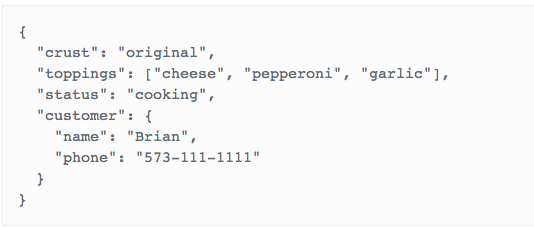 {
  "crust": "original",
  "toppings": ["cheese", "pepperoni", "garlic"],
  "status": "cooking",
  "customer": {
    "name": "Brian",
    "phone": "573-111-1111"
  }
}